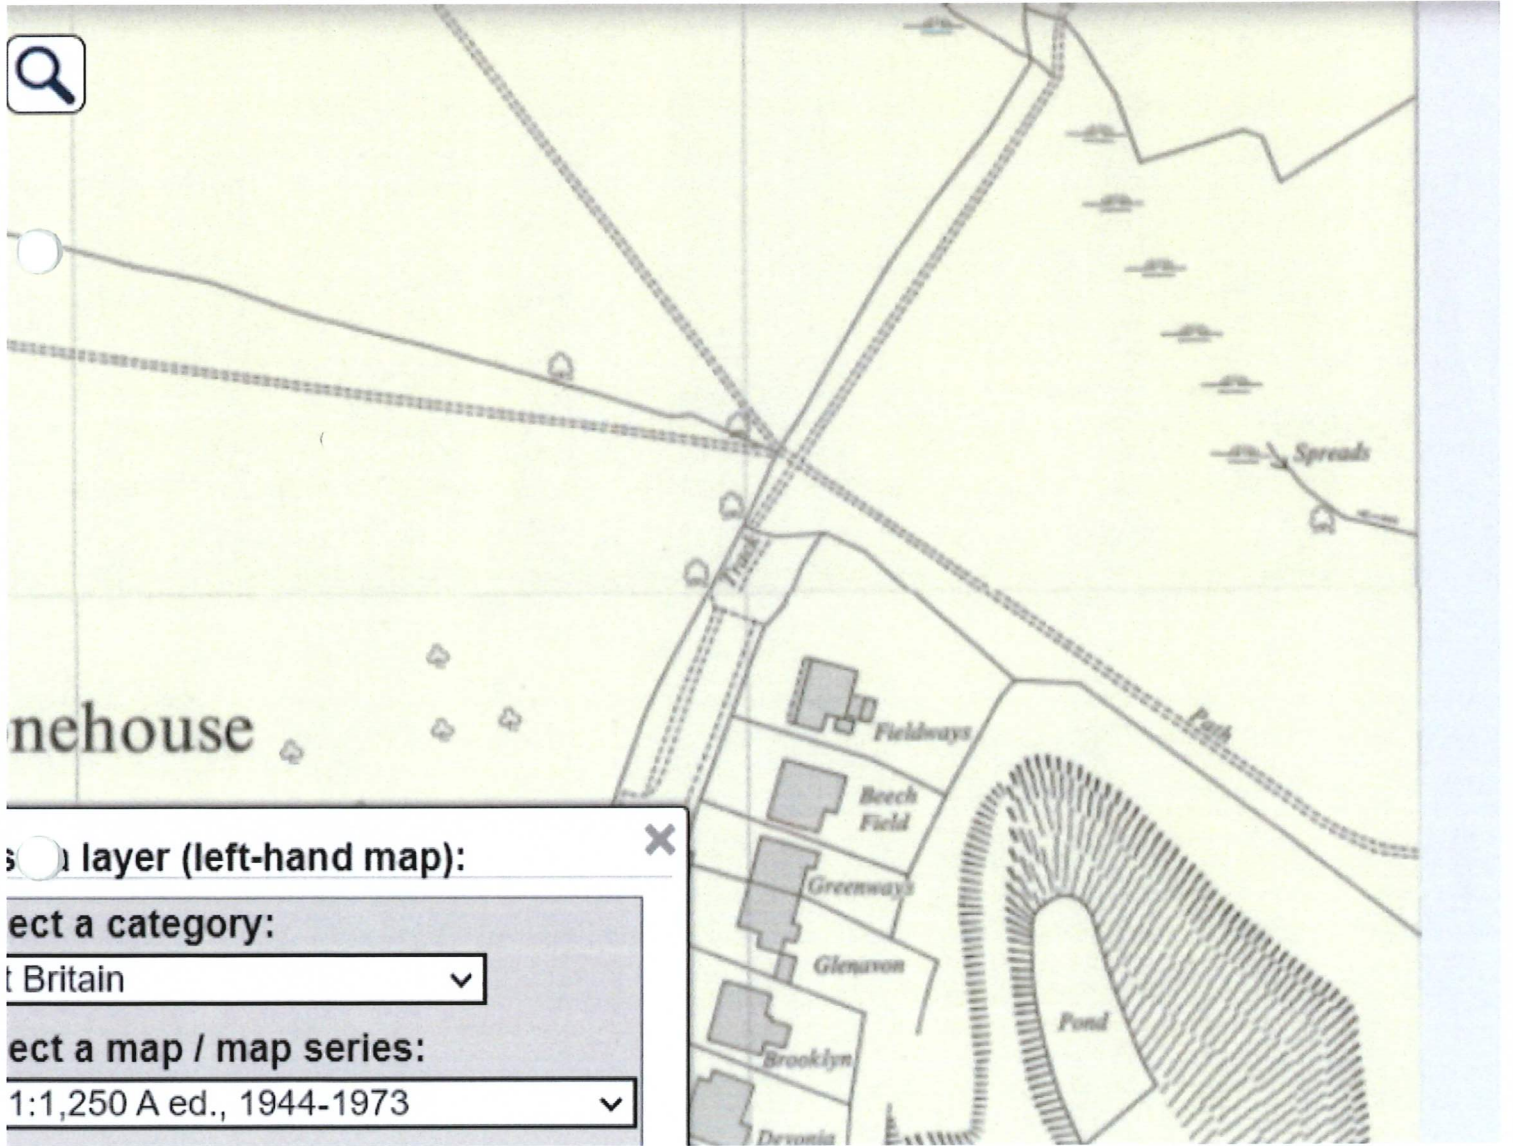 Spreads
Track
nehouse
Path
Fieldways
Beech
Field
layer (left-hand map):
Greenways
ect a category:
Glenavon
t Britain
Pond
ect a map / map series:
Brooklyn
1:1,250 A ed., 1944-1973
Devonia